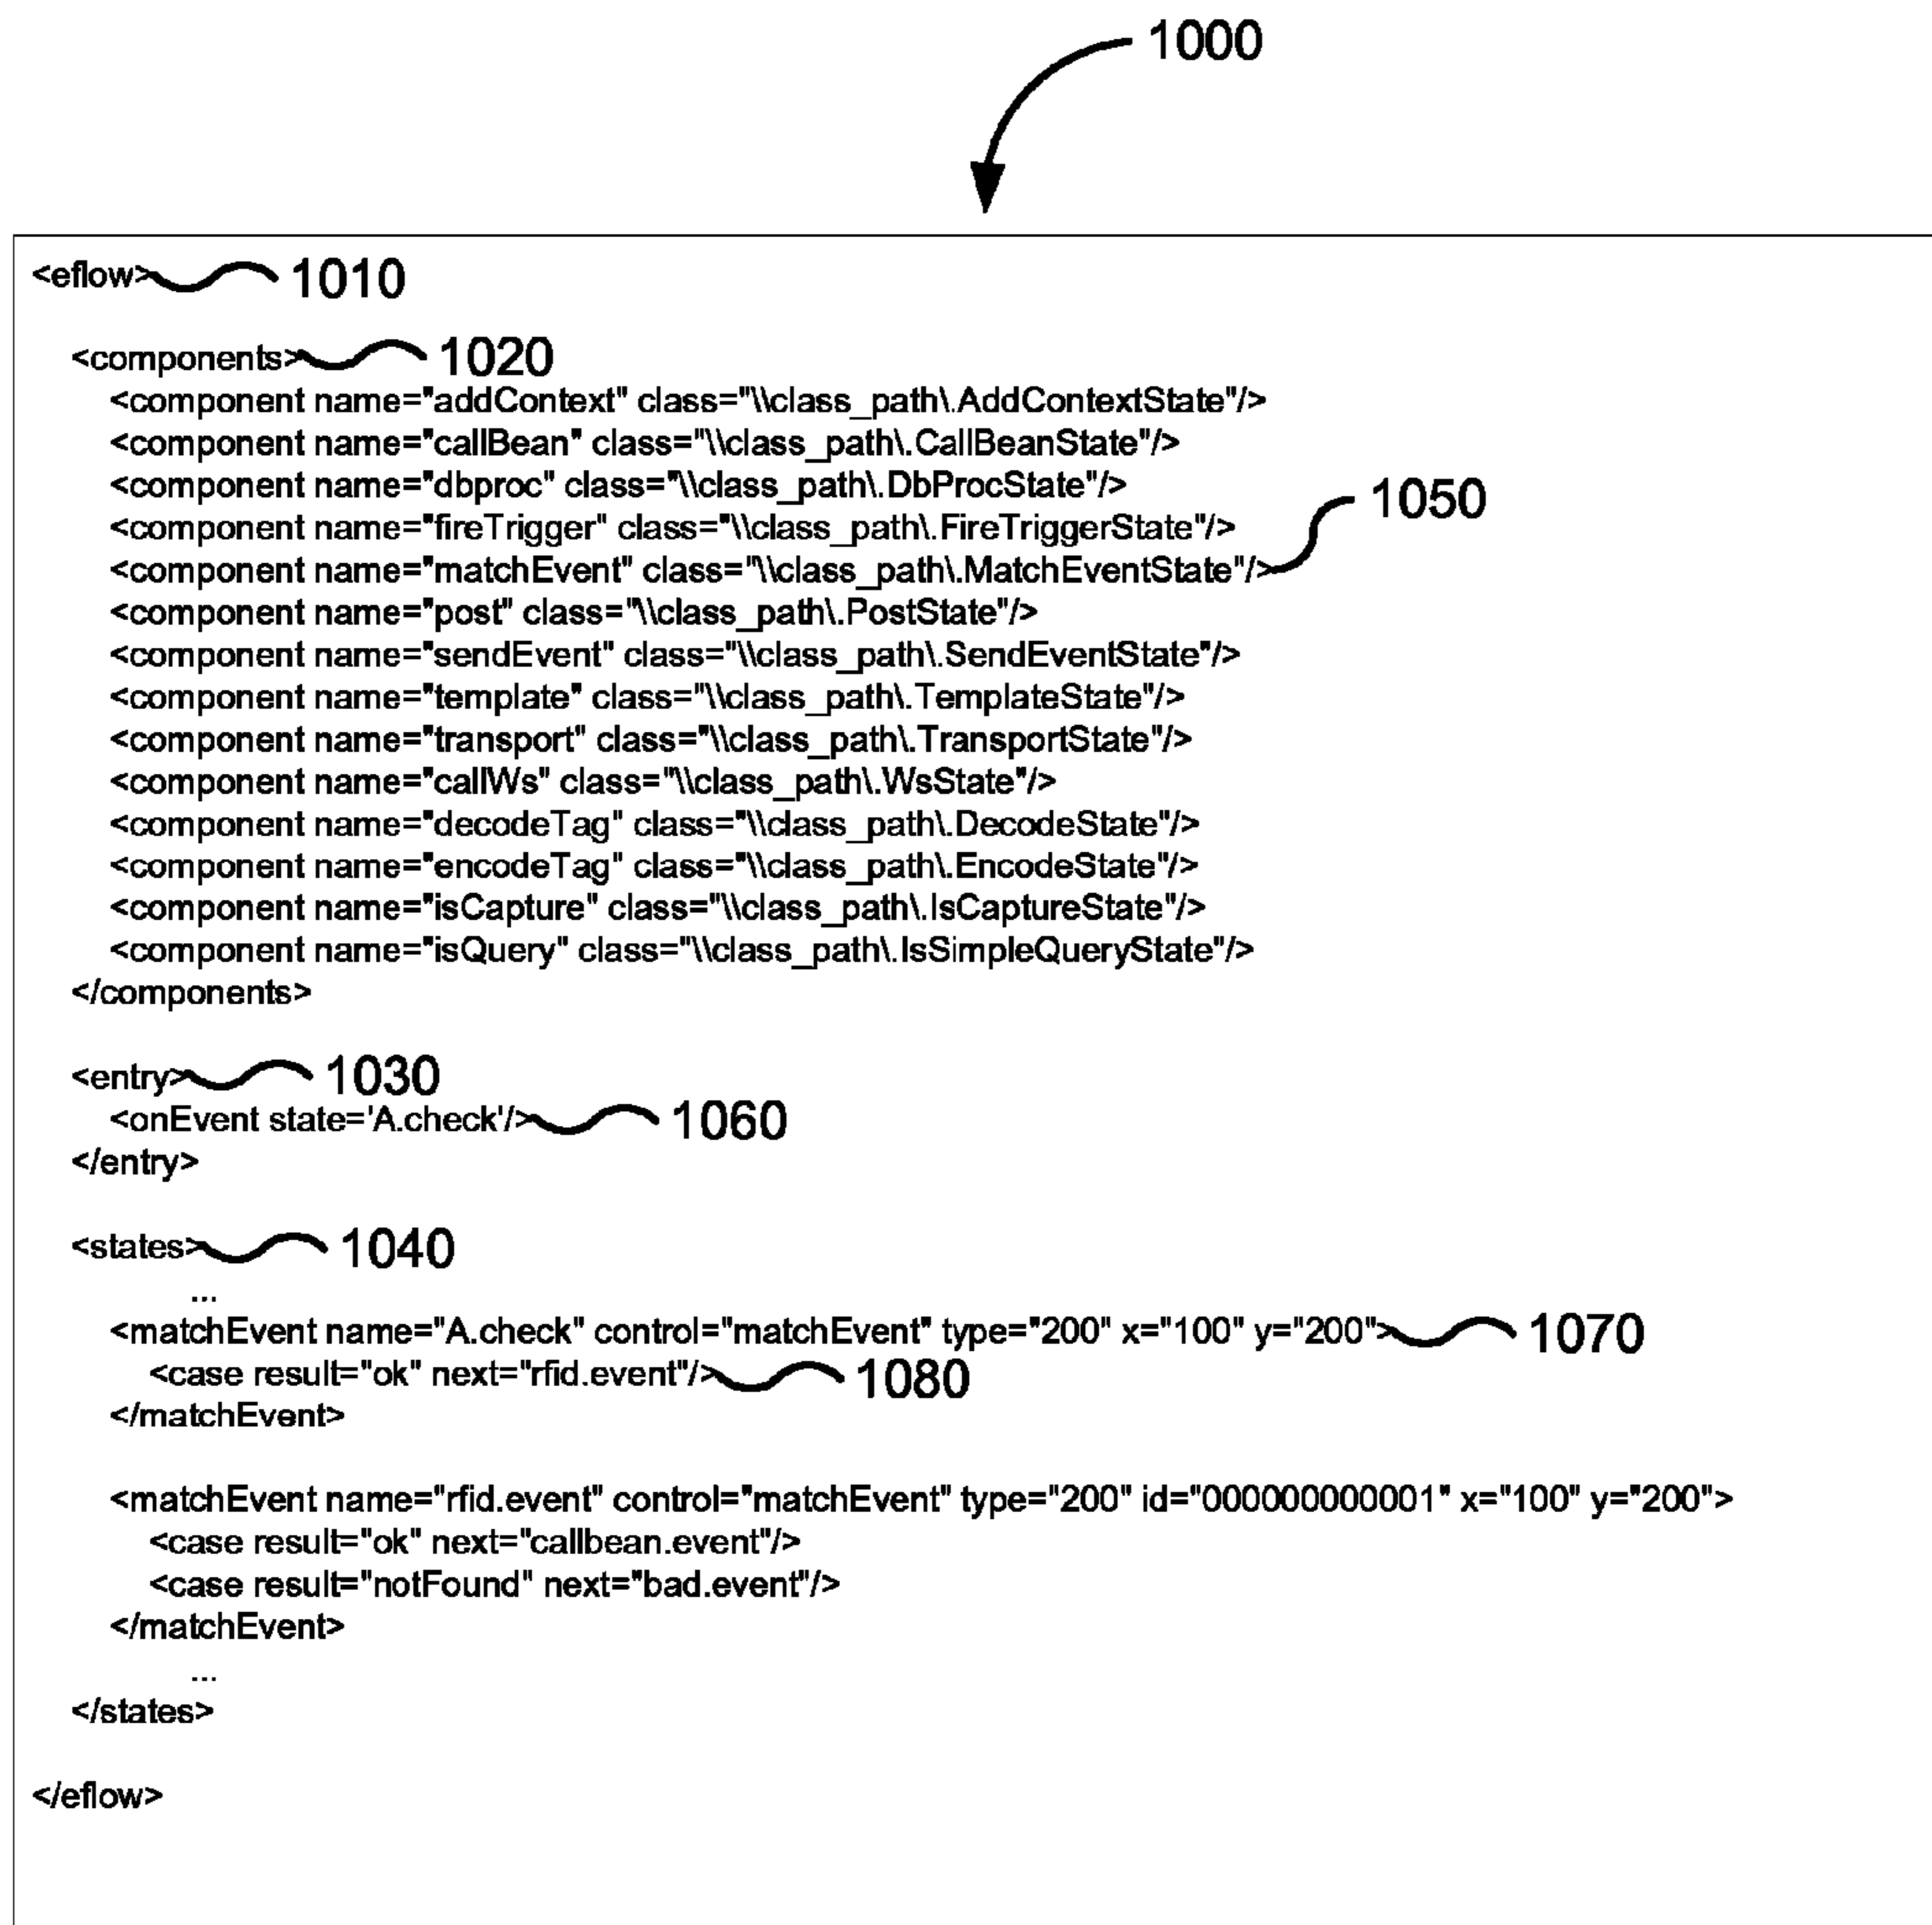 1000
<eflow> 1010
<components> 1020
<component name="addContext" class="\\class_path\.AddContextState"/>
<component name="callBean" class="\\class_path\.CallBeanState"/>
<component name="dbproc" class="\\class_path\.DbProcState"/>
<component name="fireTrigger" class="\\class_path\.FireTriggerState"/>
<component name="matchEvent" class="\\class_path\.MatchEventState"/> 1050
<component name="post" class="\\class_path\.PostState"/>
<component name="sendEvent" class="\\class_path\.SendEventState"/>
<component name="template" class="\\class_path\.TemplateState"/>
<component name="transport" class="\\class_path\.TransportState"/>
<component name="callWs" class="\\class_path\.WsState"/>
<component name="decodeTag" class="\\class_path\.DecodeState"/>
<component name="encodeTag" class="\\class_path\.EncodeState"/>
<component name="isCapture" class="\\class_path\.IsCaptureState"/>
<component name="isQuery" class="\\class_path\.IsSimpleQueryState"/>
</components>
<entry> 1030
<onEvent state='A.check'/> 1060
</entry>
<states> 1040
...
<matchEvent name="A.check" control="matchEvent" type="200" x="100" y="200"> 1070
<case result="ok" next="rfid.event"/> 1080
</matchEvent>
<matchEvent name="rfid.event" control="matchEvent" type="200" id="000000000001" x="100" y="200">
<case result="ok" next="callbean.event"/>
<case result="notFound" next="bad.event"/>
</matchEvent>
...
</states>
</eflow>